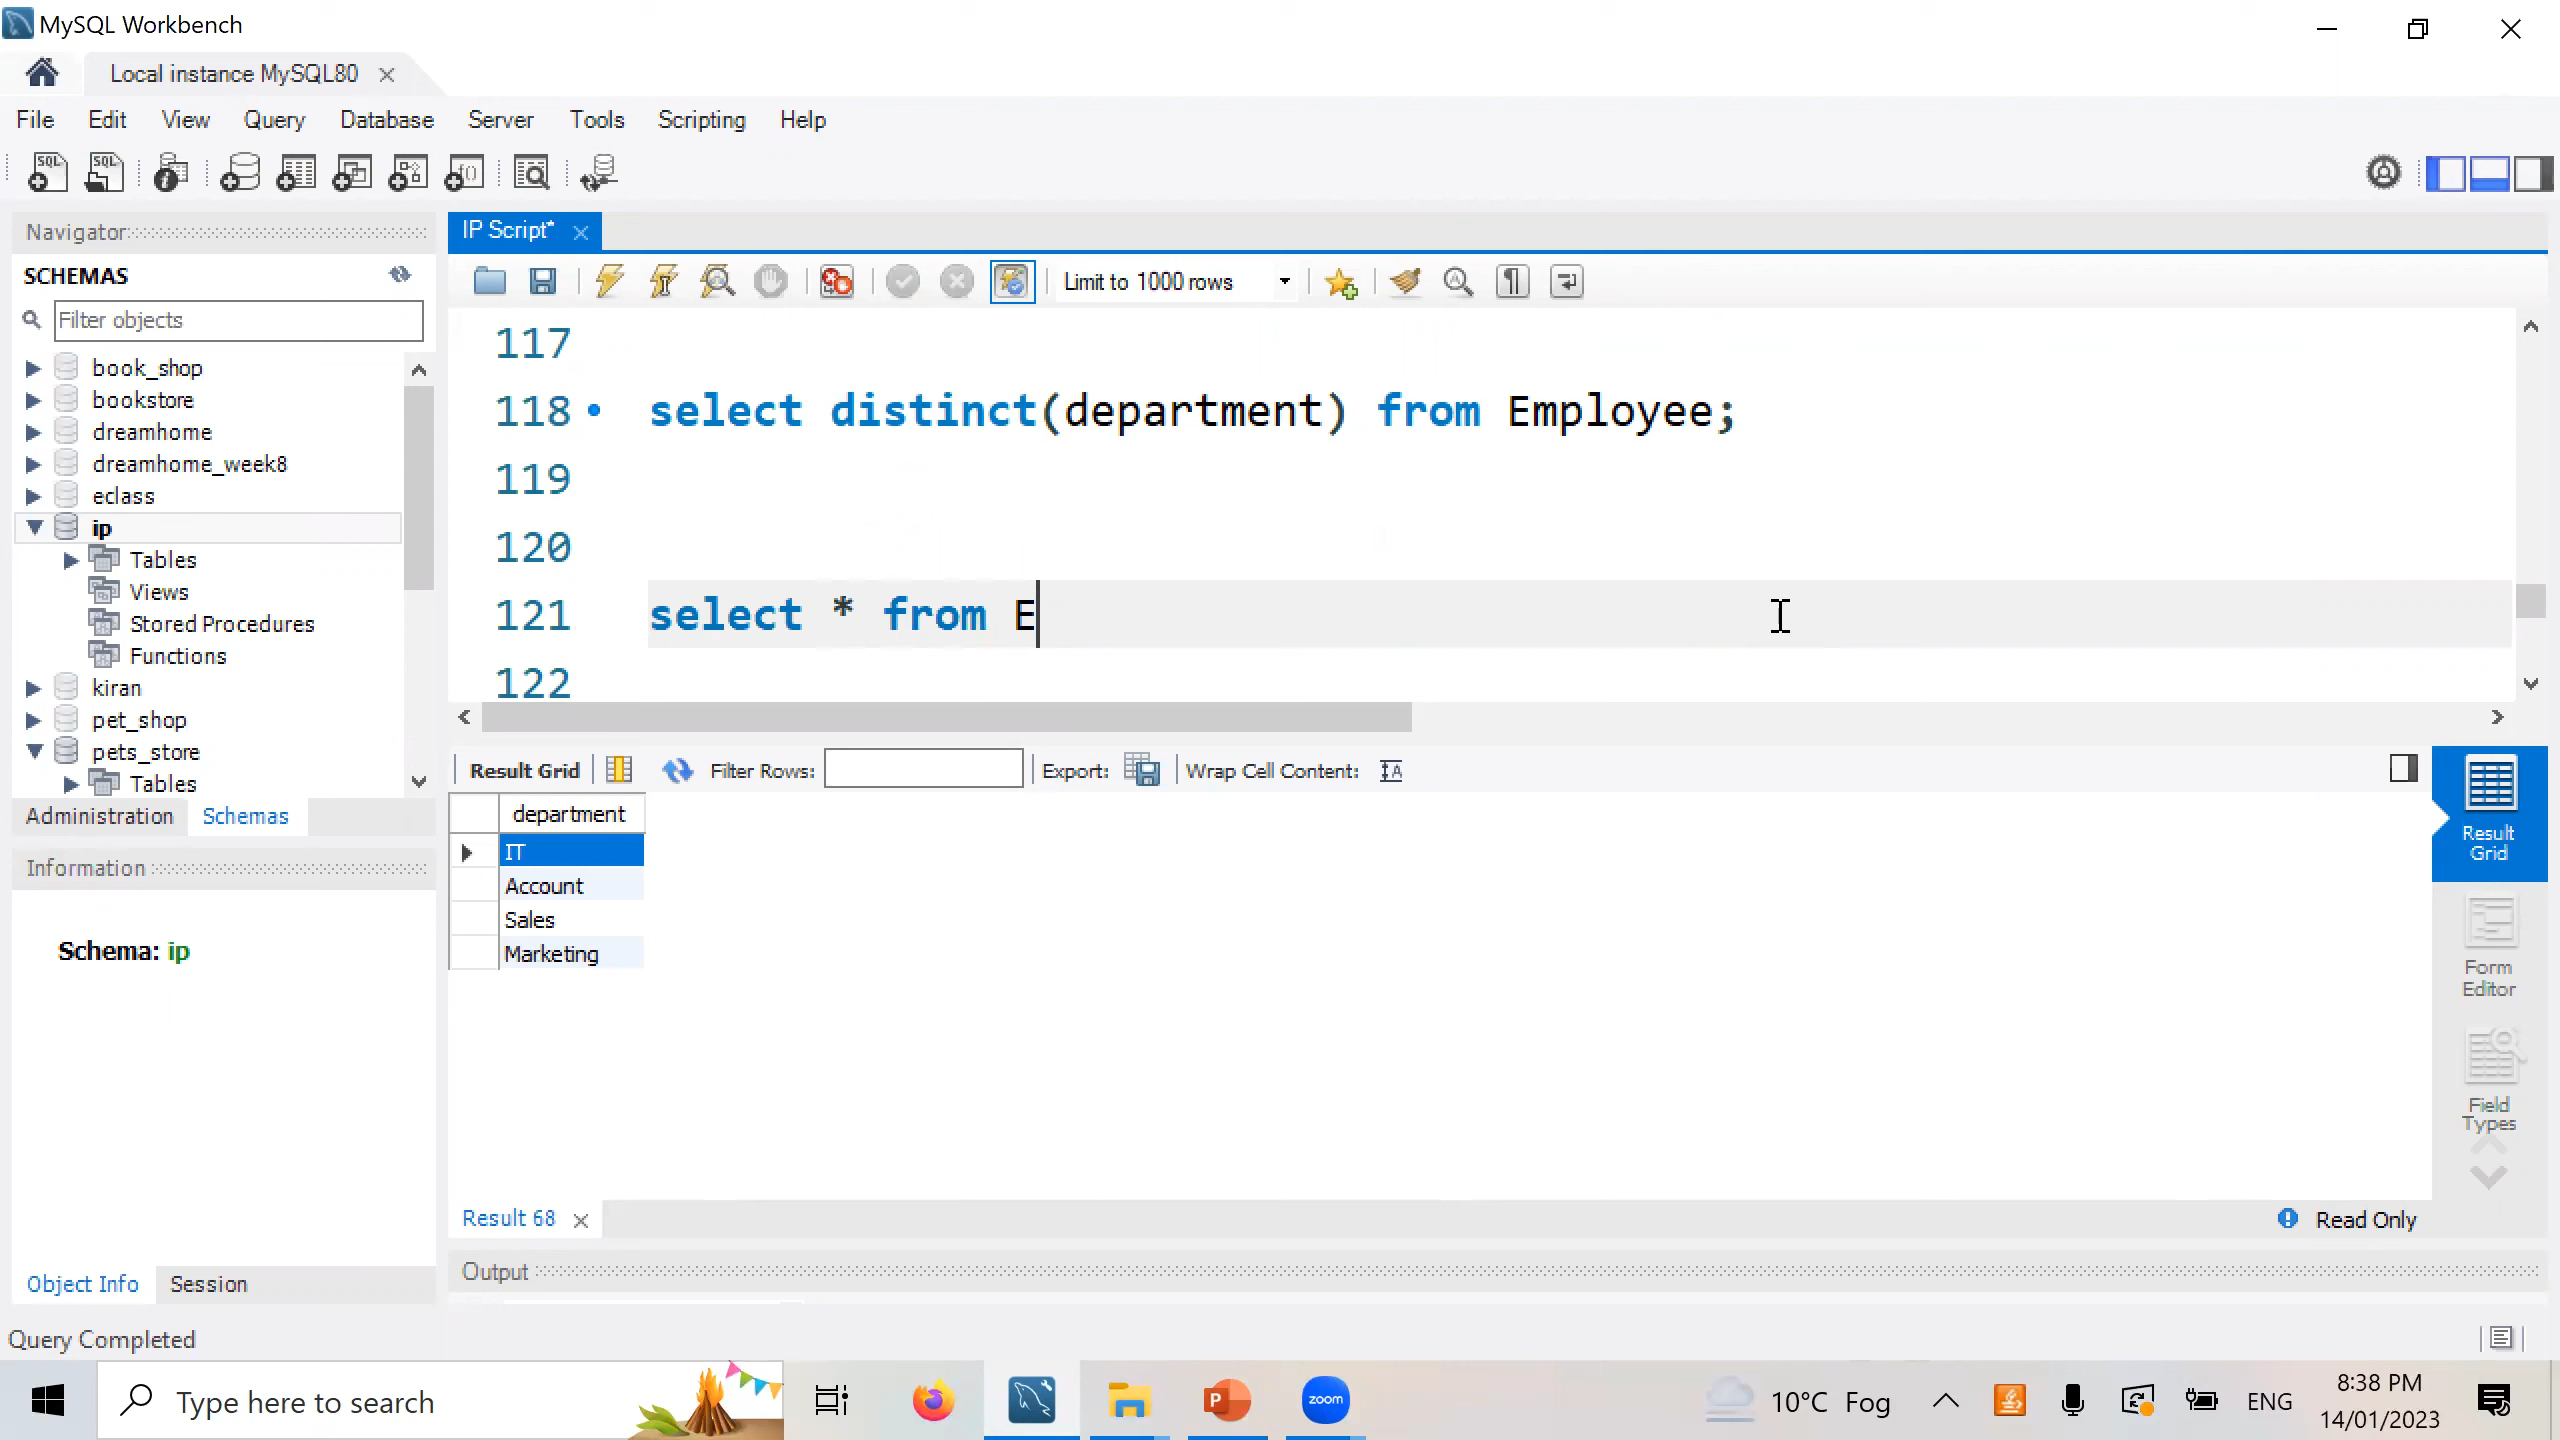 MySQL Workbench
Local instance MySQL80
File Edit View Query Database Server Tools Scripting Help
SQL SQL
Navigator
SCHEMAS
Filter objects
book_shop
bookstore
dreamhome
dreamhome_week8
eclass
ip
Tables
Views
Stored Procedures
Functions
kiran
pet_shop
pets_store
Tables
Administration Schemas
Information
Schema: ip
Object Info Session
IP Script*
Limit to 1000 rows
117
118 select distinct(department) from Employee;
119
120
121 select * from E
122
Result Grid Filter Rows: Export: Wrap Cell Content:
department
IT
Account
Sales
Marketing
Result Grid
Form Editor
Field Types
Result 68 Read Only
Output
Query Completed
Type here to search
zoom
10°C Fog
ENG
8:38 PM
14/01/2023